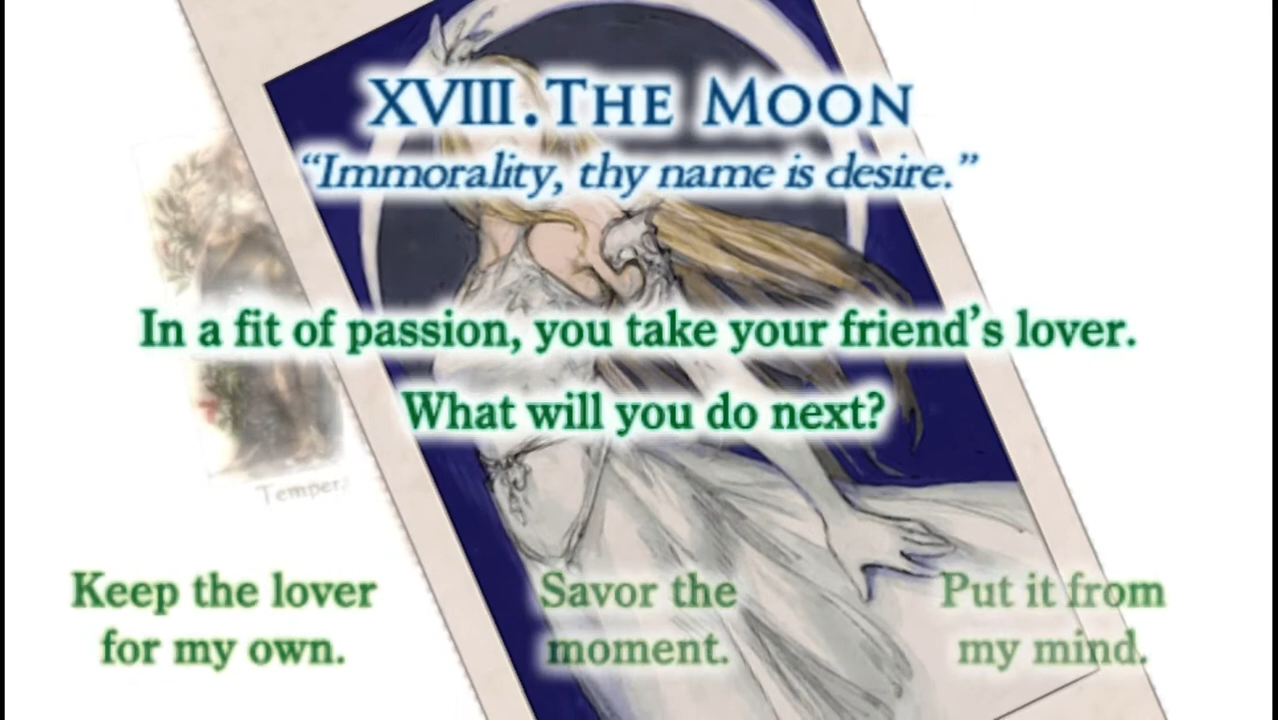 XVIII. The Moon
“Immorality, thy name is desire.”
In a fit of passion, you take your friend’s lover.
What will you do next?
Temper
Keep the lover
for my own.
Savor the
moment.
Put it from
my mind.